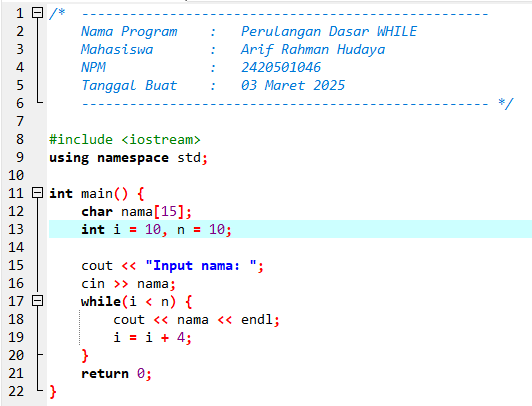 1 /* ---------------------------------------------------
2 Nama Program : Perulangan Dasar WHILE
3 Mahasiswa : Arif Rahman Hudaya
4 NPM : 2420501046
5 Tanggal Buat : 03 Maret 2025
6 --------------------------------------------------- */
7
8 #include <iostream>
9 using namespace std;
10
11 int main() {
12 char nama[15];
13 int i = 10, n = 10;
14
15 cout << "Input nama: ";
16 cin >> nama;
17 while(i < n) {
18 cout << nama << endl;
19 i = i + 4;
20 }
21 return 0;
22 }